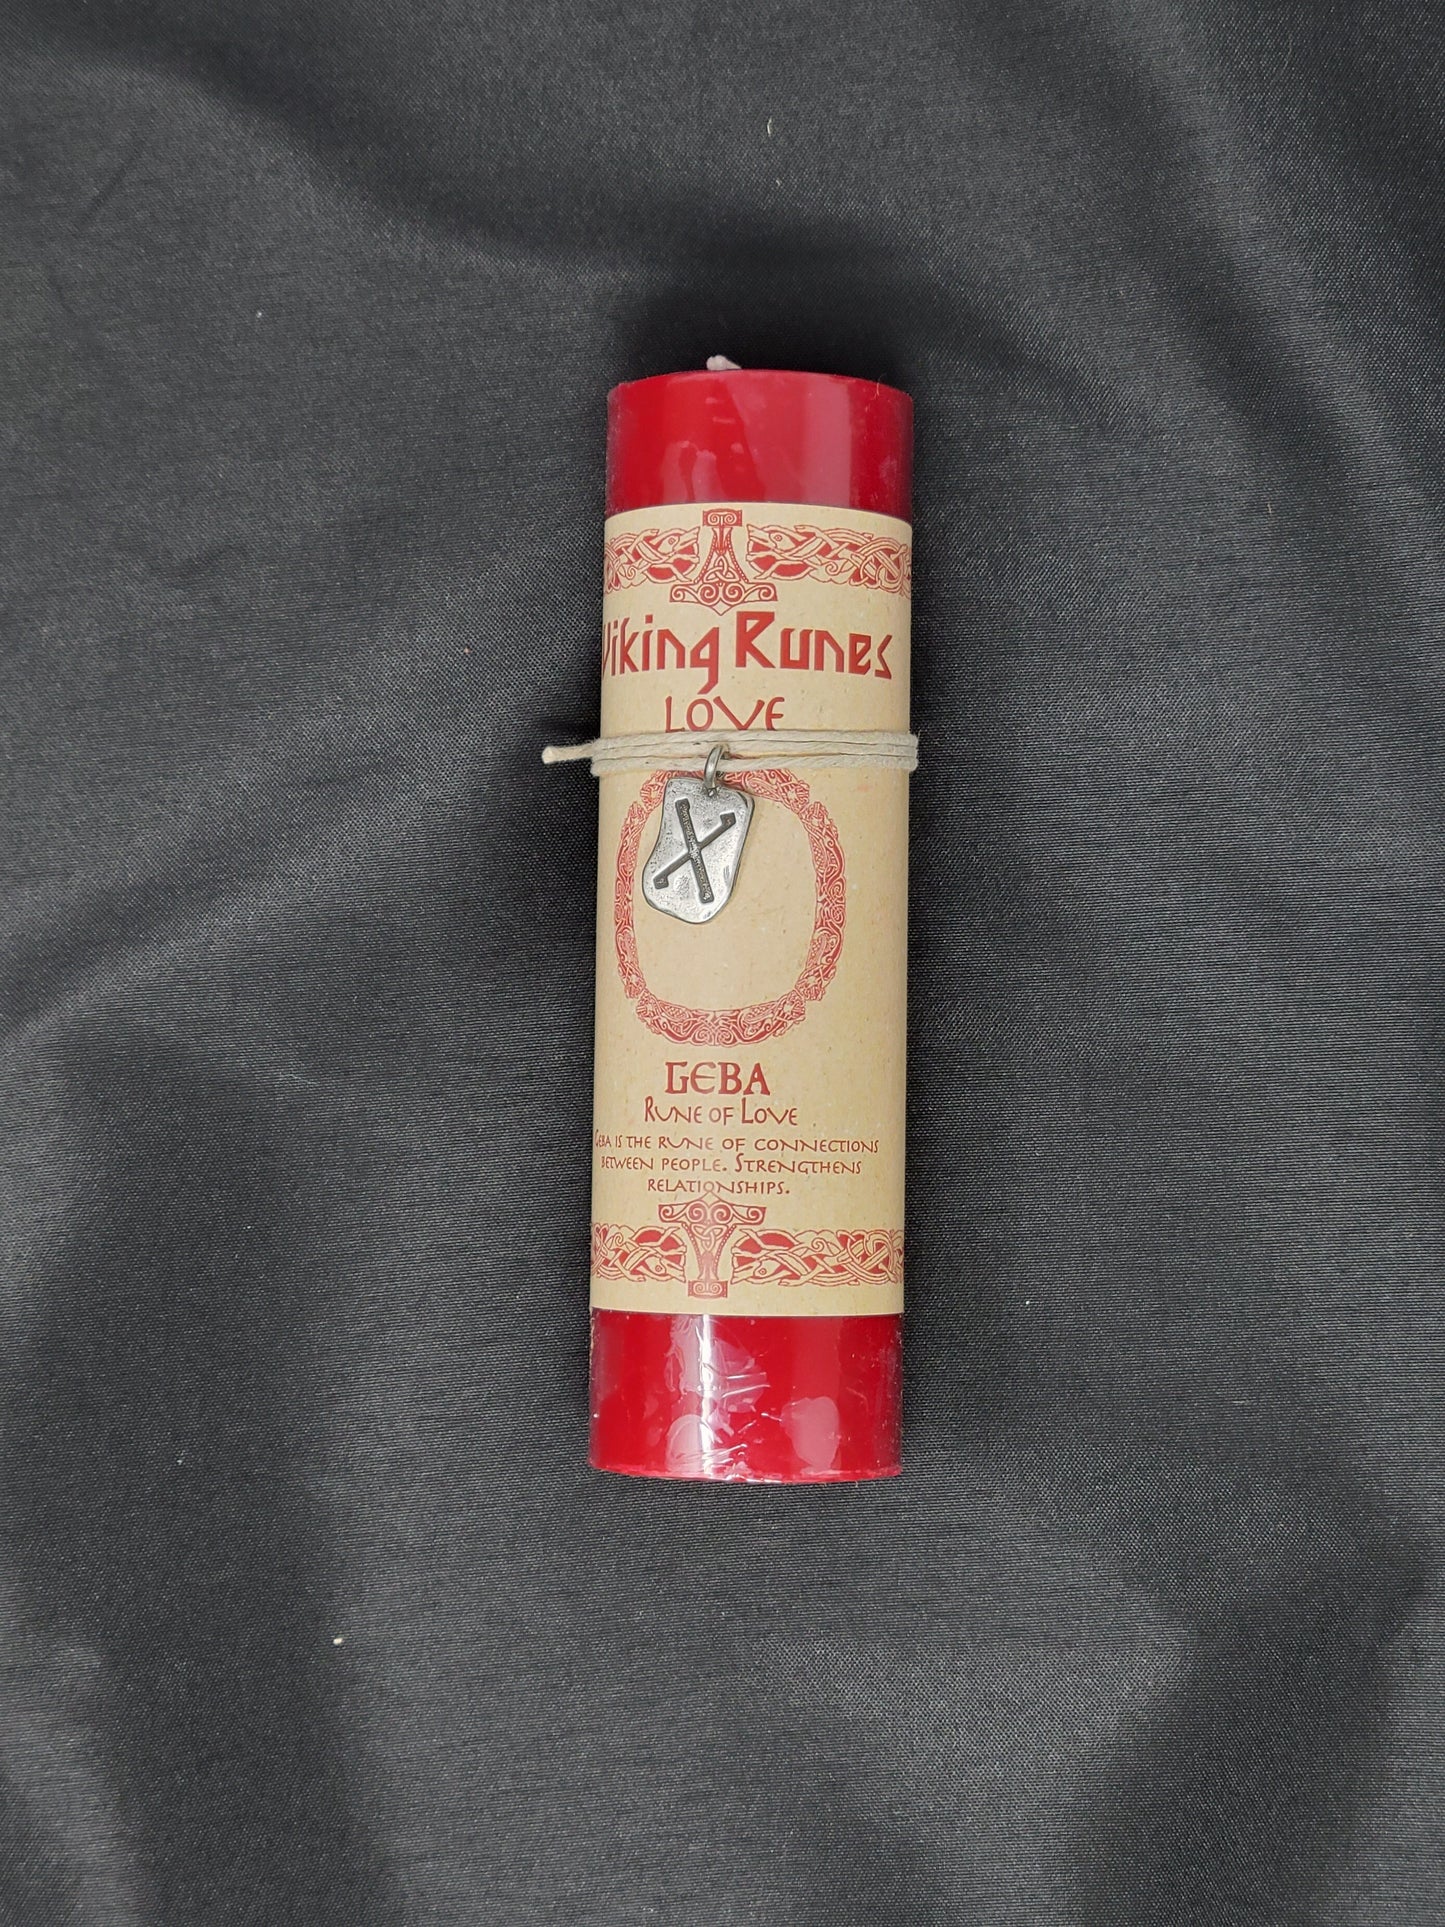 Viking Runes
LOVE
GEBA
Rune of Love
Geba is the rune of connections
between people. Strengthens
relationships.